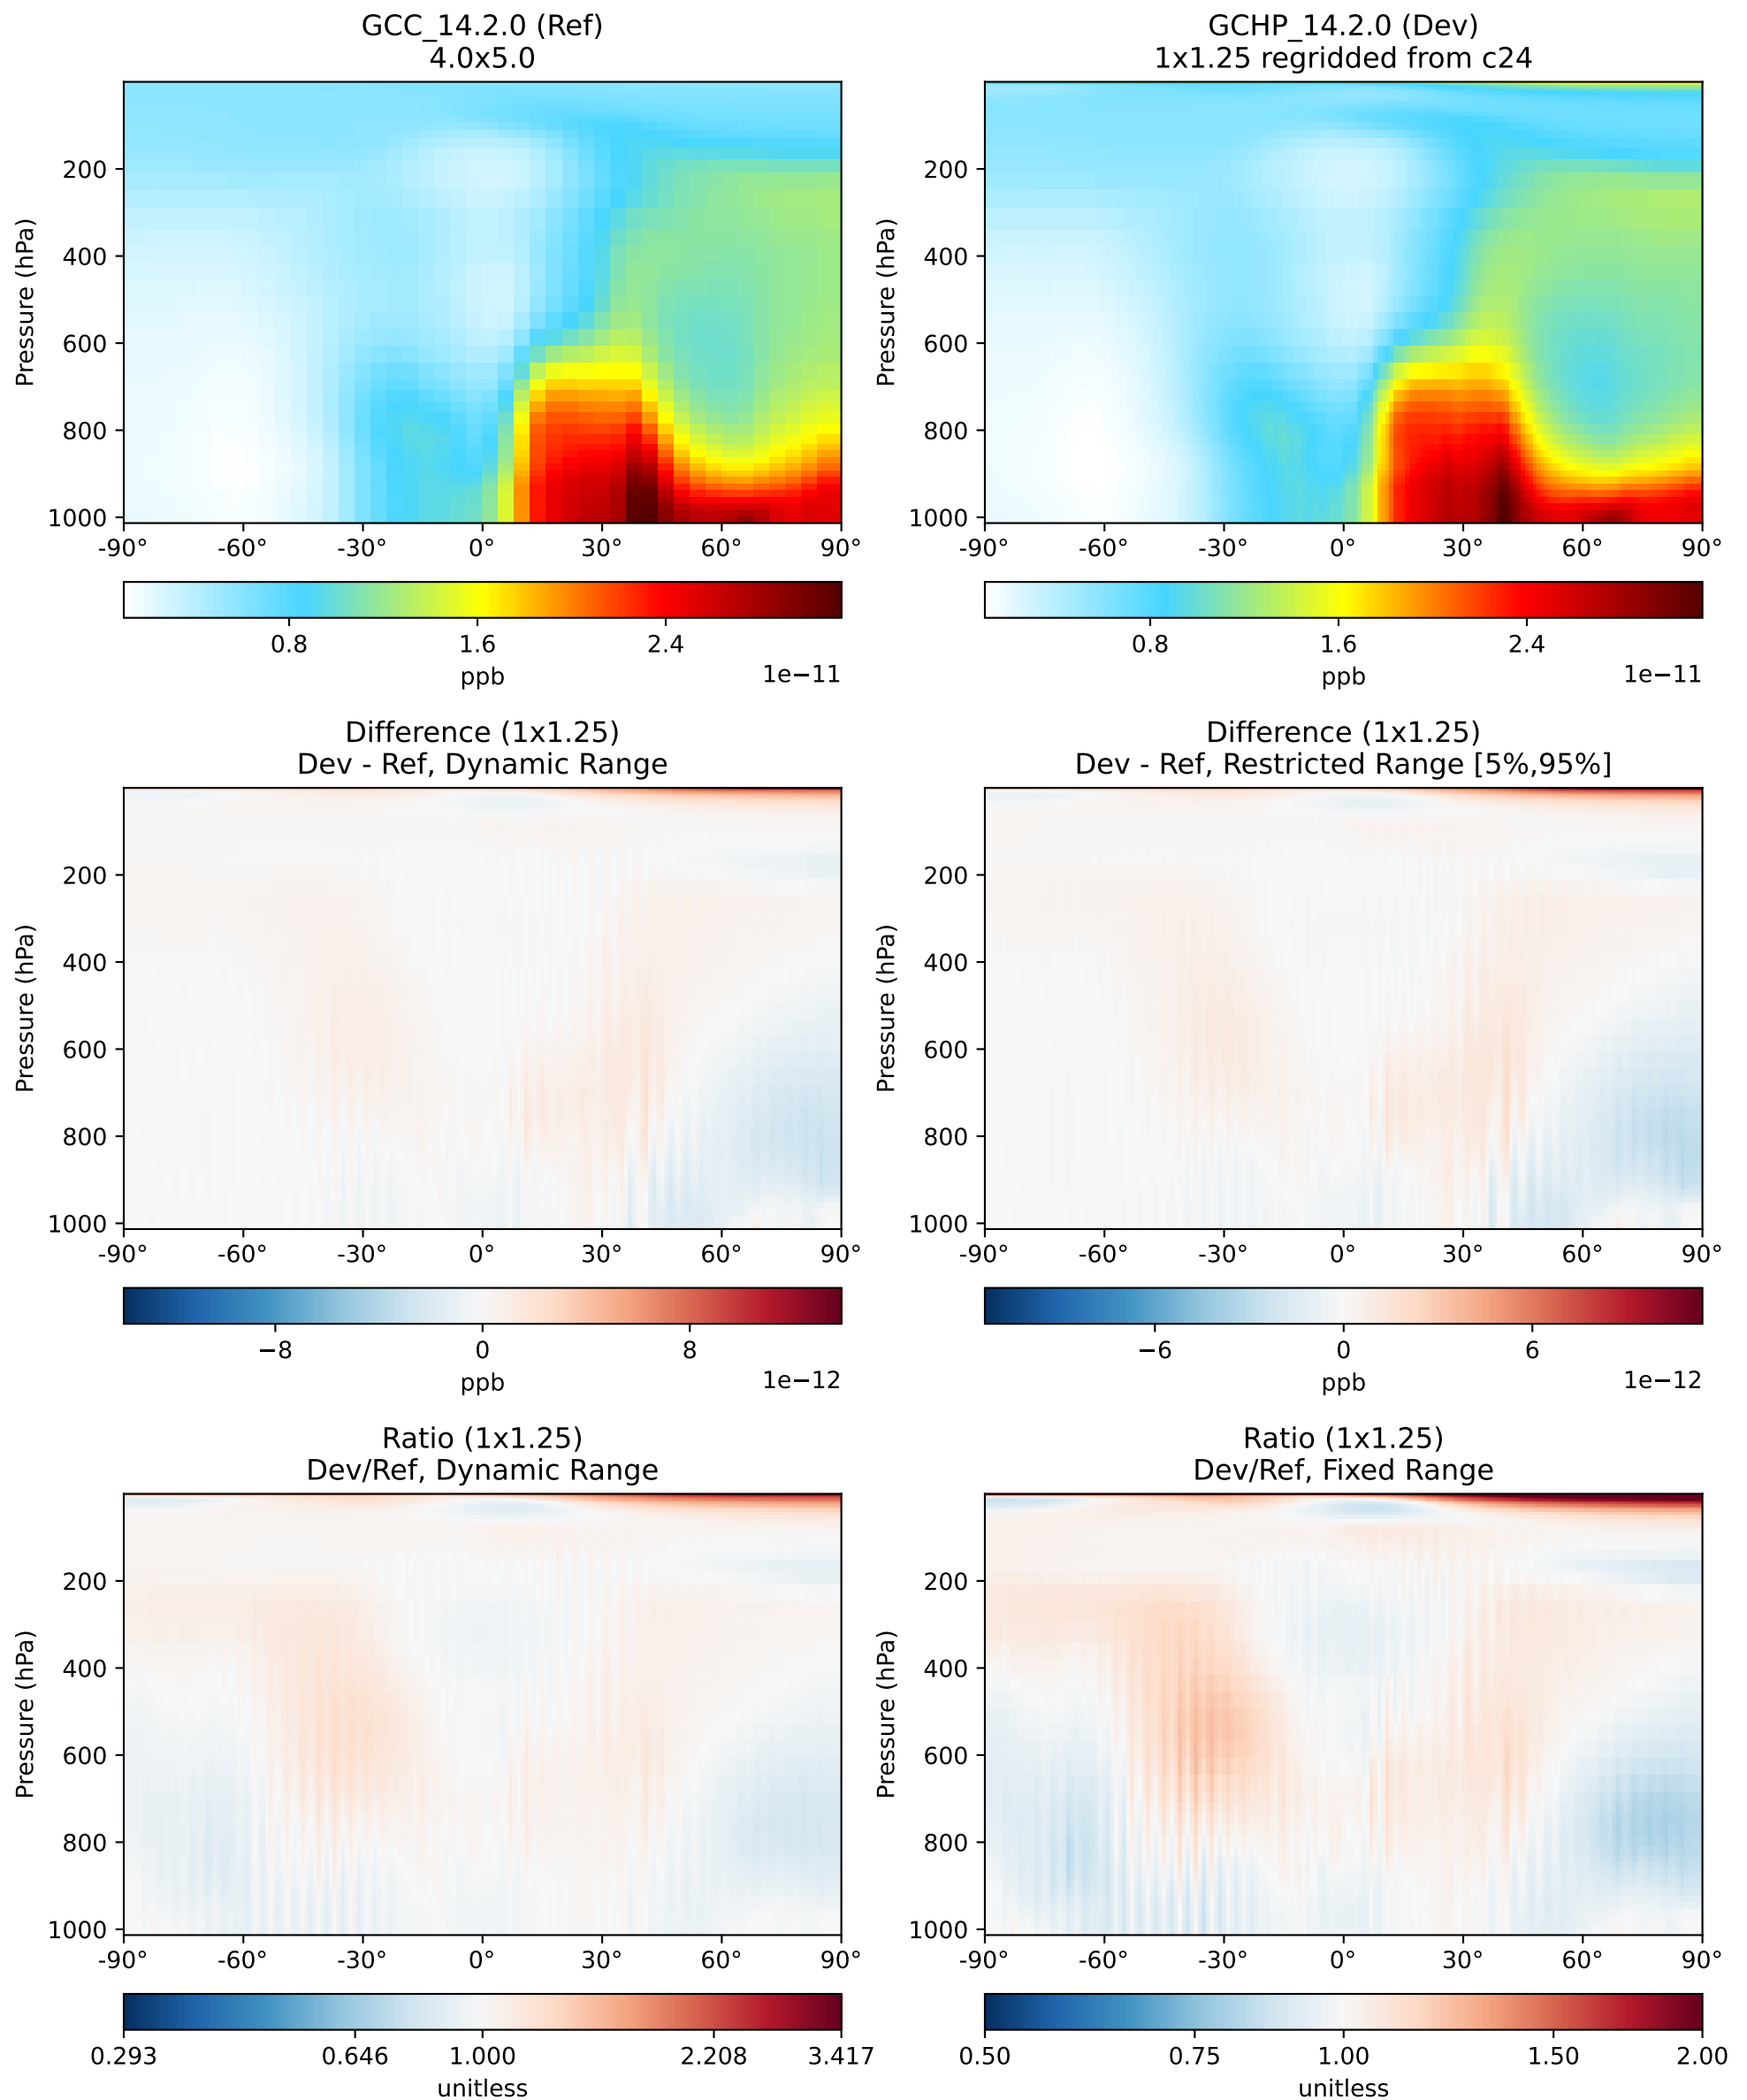 GCC_14.2.0 (Ref)
4.0x5.0
Pressure (hPa)
200
400
600
800
1000
-90° -60° -30° 0° 30° 60° 90°
0.8 1.6 2.4
ppb
1e−11
GCHP_14.2.0 (Dev)
1x1.25 regridded from c24
Pressure (hPa)
200
400
600
800
1000
-90° -60° -30° 0° 30° 60° 90°
0.8 1.6 2.4
ppb
1e−11
Difference (1x1.25)
Dev - Ref, Dynamic Range
Pressure (hPa)
200
400
600
800
1000
-90° -60° -30° 0° 30° 60° 90°
−8 0 8
ppb
1e−12
Difference (1x1.25)
Dev - Ref, Restricted Range [5%,95%]
Pressure (hPa)
200
400
600
800
1000
-90° -60° -30° 0° 30° 60° 90°
−6 0 6
ppb
1e−12
Ratio (1x1.25)
Dev/Ref, Dynamic Range
Pressure (hPa)
200
400
600
800
1000
-90° -60° -30° 0° 30° 60° 90°
0.293 0.646 1.000 2.208 3.417
unitless
Ratio (1x1.25)
Dev/Ref, Fixed Range
Pressure (hPa)
200
400
600
800
1000
-90° -60° -30° 0° 30° 60° 90°
0.50 0.75 1.00 1.50 2.00
unitless